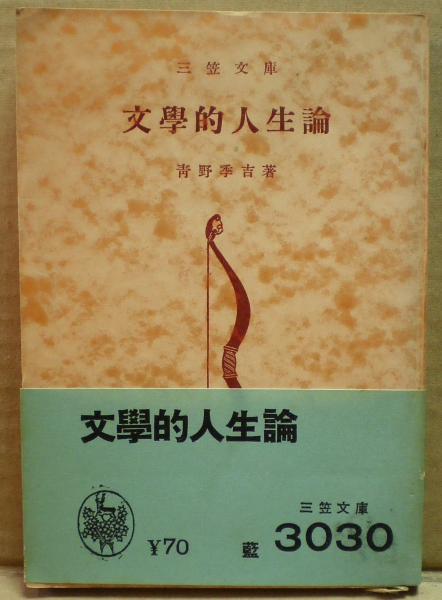 三笠文庫
文學的人生論
青野季吉著
文學的人生論
三笠文庫
¥70 藍 3030